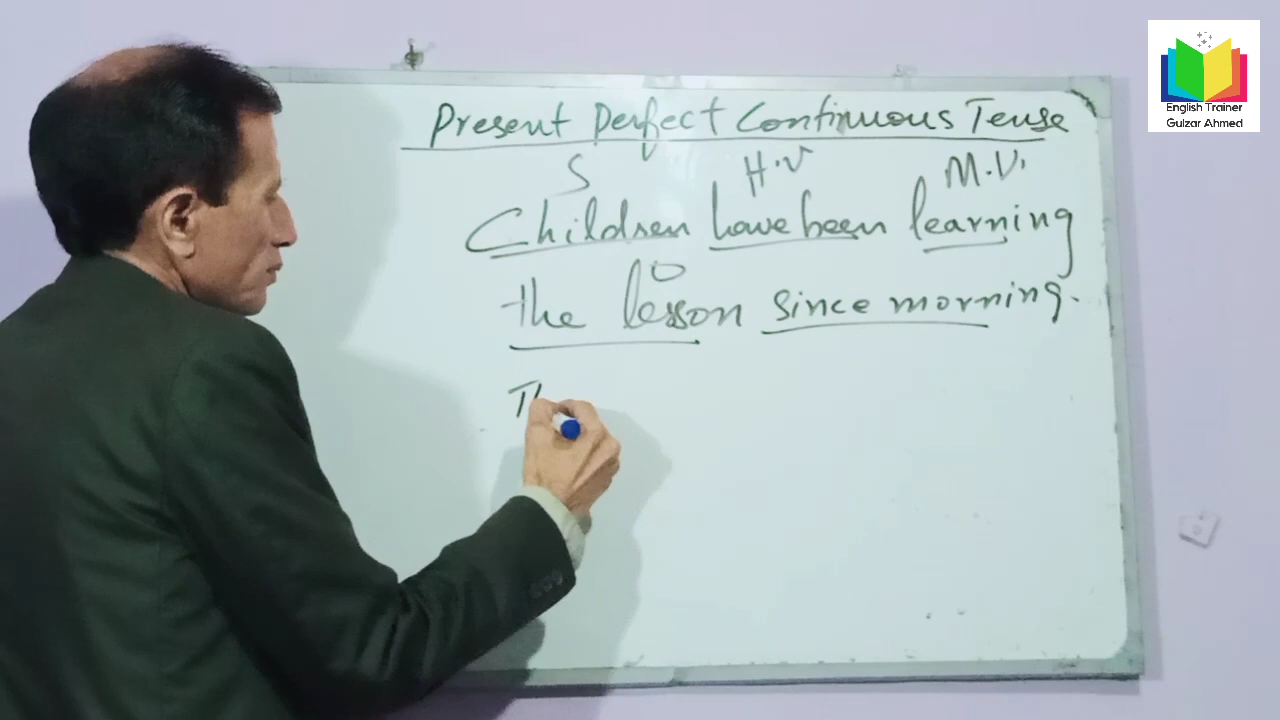 Present Perfect Continuous Tense
S H.V M.V.
Children have been learning
O
the lesson since morning.
Th
English Trainer
Gulzar Ahmed